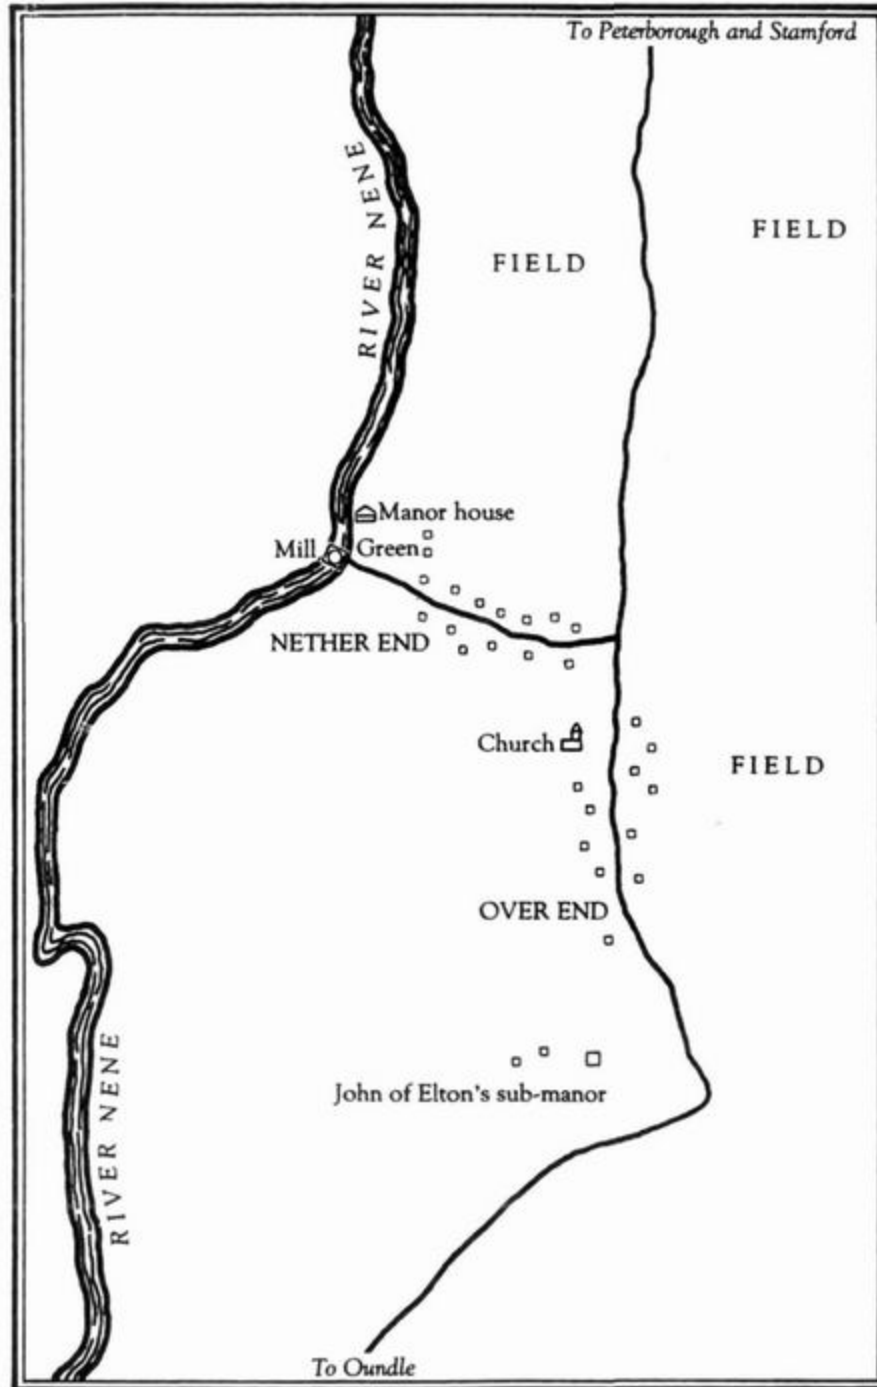 To Peterborough and Stamford
RIVER NENE
FIELD
FIELD
Manor house
Mill
Green
NETHER END
Church
FIELD
OVER END
RIVER NENE
John of Elton's sub-manor
To Oundle